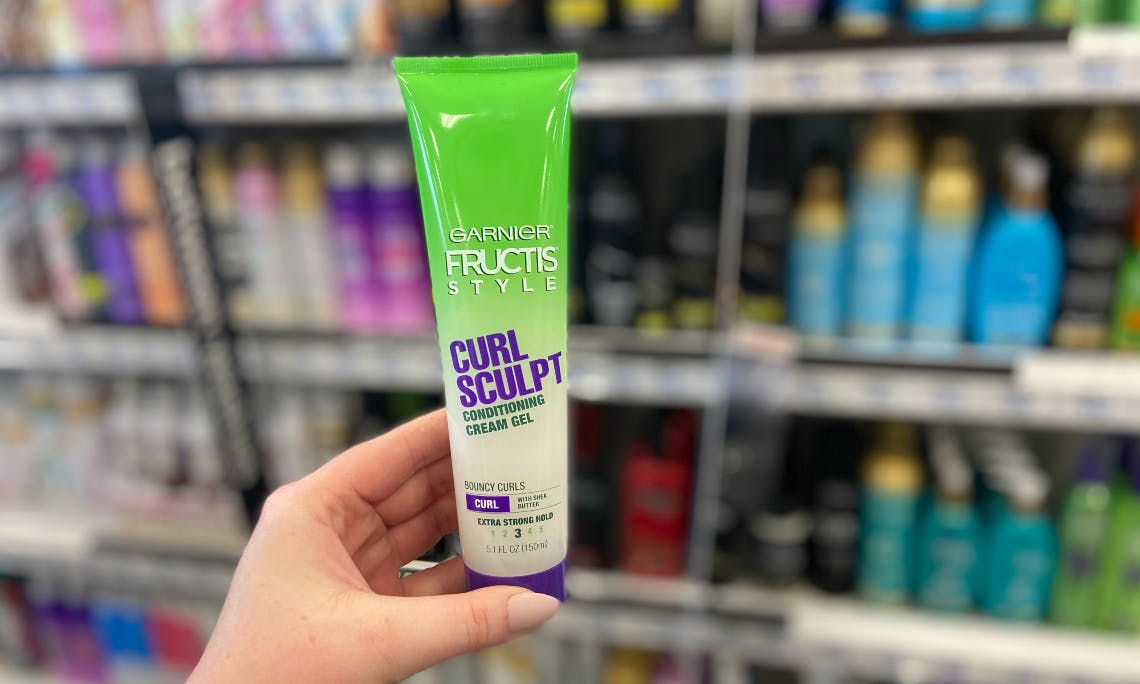 GARNIER
FRUCTIS
STYLE
CURL
SCULPT
CONDITIONING
CREAM GEL
BOUNCY CURLS
CURL
WITH SHEA
BUTTER
EXTRA STRONG HOLD
1 2 3 4 5
5.1 FL OZ (150ml)